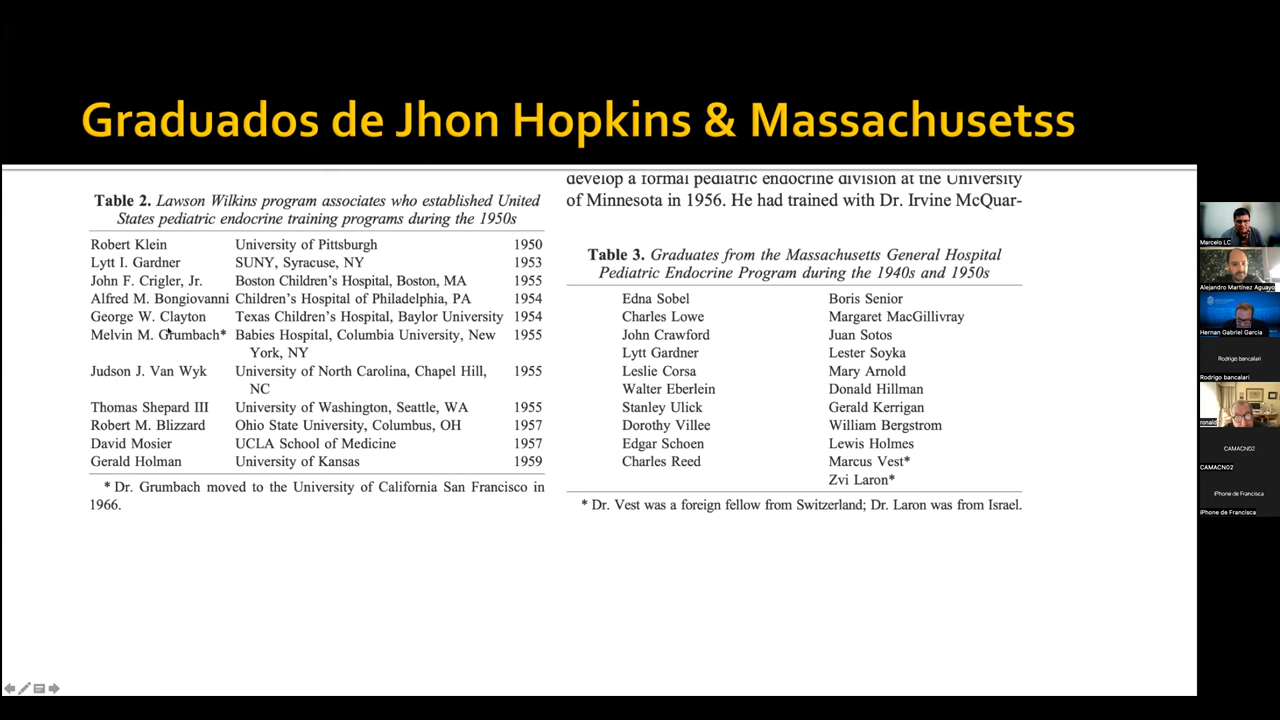 Graduados de Jhon Hopkins & Massachusetss
Table 2. Lawson Wilkins program associates who established United
States pediatric endocrine training programs during the 1950s
Robert Klein University of Pittsburgh 1950
Lytt I. Gardner SUNY, Syracuse, NY 1953
John F. Crigler, Jr. Boston Children's Hospital, Boston, MA 1955
Alfred M. Bongiovanni Children's Hospital of Philadelphia, PA 1954
George W. Clayton Texas Children's Hospital, Baylor University 1954
Melvin M. Grumbach* Babies Hospital, Columbia University, New 1955
York, NY
Judson J. Van Wyk University of North Carolina, Chapel Hill, 1955
NC
Thomas Shepard III University of Washington, Seattle, WA 1955
Robert M. Blizzard Ohio State University, Columbus, OH 1957
David Mosier UCLA School of Medicine 1957
Gerald Holman University of Kansas 1959
* Dr. Grumbach moved to the University of California San Francisco in
1966.
develop a formal pediatric endocrine division at the University
of Minnesota in 1956. He had trained with Dr. Irvine McQuar-
Table 3. Graduates from the Massachusetts General Hospital
Pediatric Endocrine Program during the 1940s and 1950s
Edna Sobel Boris Senior
Charles Lowe Margaret MacGillivray
John Crawford Juan Sotos
Lytt Gardner Lester Soyka
Leslie Corsa Mary Arnold
Walter Eberlein Donald Hillman
Stanley Ulick Gerald Kerrigan
Dorothy Villee William Bergstrom
Edgar Schoen Lewis Holmes
Charles Reed Marcus Vest*
Zvi Laron*
* Dr. Vest was a foreign fellow from Switzerland; Dr. Laron was from Israel.
Marcelo LC
Alejandro Martínez Aguayo
Hernan Gabriel Garcia
Rodrigo bancalari
Rodrigo bancalari
ronald
CAMACN02
CAMACN02
iPhone de Francisca
iPhone de Francisca